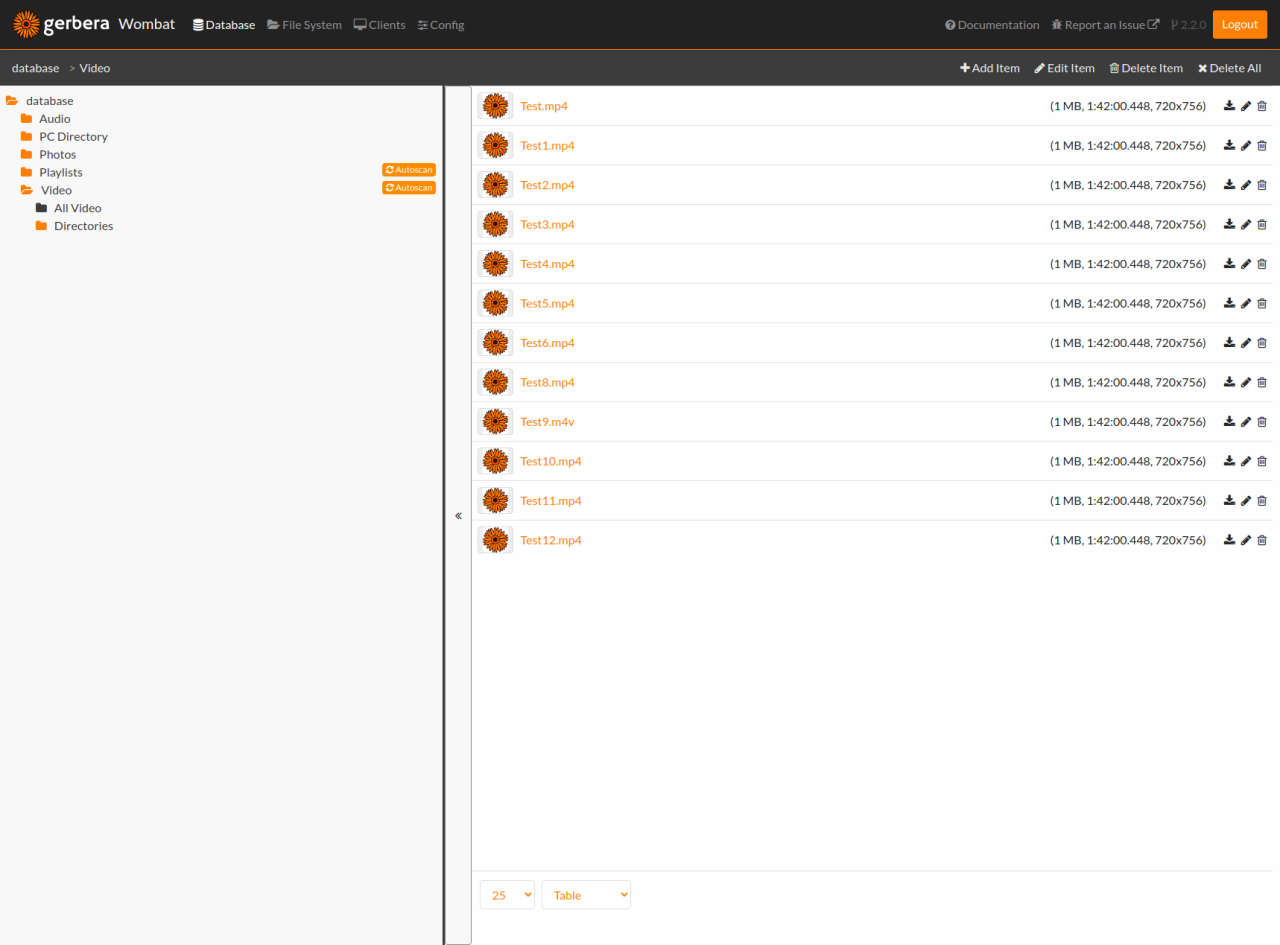 gerbera Wombat Database File System Clients Config Documentation Report an Issue 2.2.0 Logout
database > Video Add Item Edit Item Delete Item Delete All
database
Audio
PC Directory
Photos
Playlists Autoscan
Video Autoscan
All Video
Directories
«
Test.mp4 (1 MB, 1:42:00.448, 720x756)
Test1.mp4 (1 MB, 1:42:00.448, 720x756)
Test2.mp4 (1 MB, 1:42:00.448, 720x756)
Test3.mp4 (1 MB, 1:42:00.448, 720x756)
Test4.mp4 (1 MB, 1:42:00.448, 720x756)
Test5.mp4 (1 MB, 1:42:00.448, 720x756)
Test6.mp4 (1 MB, 1:42:00.448, 720x756)
Test8.mp4 (1 MB, 1:42:00.448, 720x756)
Test9.m4v (1 MB, 1:42:00.448, 720x756)
Test10.mp4 (1 MB, 1:42:00.448, 720x756)
Test11.mp4 (1 MB, 1:42:00.448, 720x756)
Test12.mp4 (1 MB, 1:42:00.448, 720x756)
25 Table